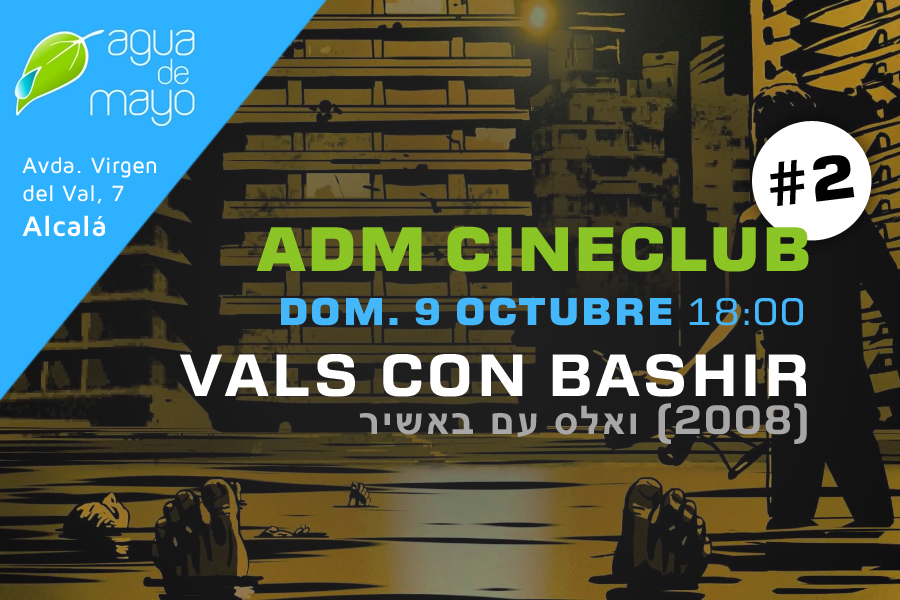 agua
de
mayo
Avda. Virgen
del Val, 7
Alcalá
#2
ADM CINECLUB
DOM. 9 OCTUBRE 18:00
VALS CON BASHIR
ואלס עם באשיר (2008)